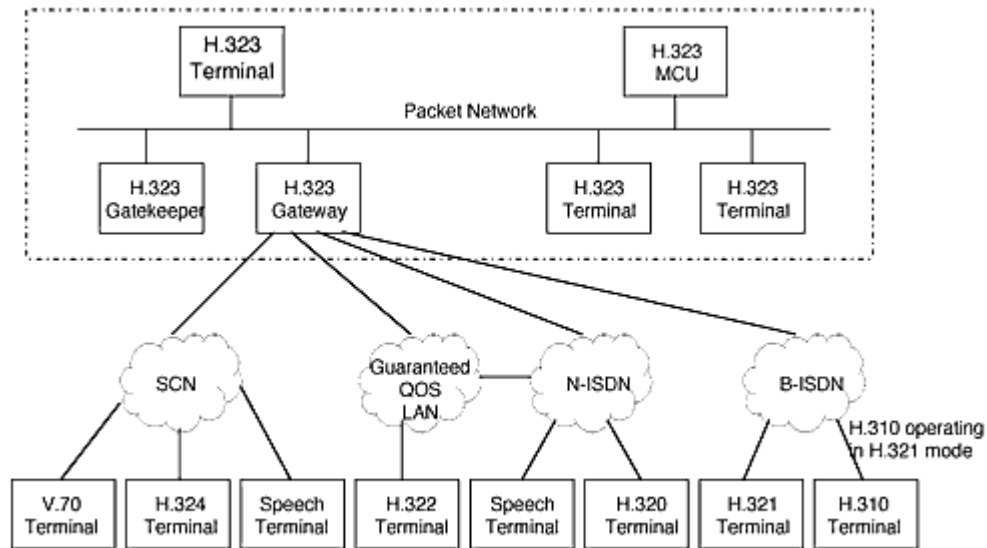 H.323
Terminal
H.323
MCU
Packet Network
H.323
Gatekeeper
H.323
Gateway
H.323
Terminal
H.323
Terminal
SCN
Guaranteed
QOS
LAN
N-ISDN
B-ISDN
H.310 operating
in H.321 mode
V.70
Terminal
H.324
Terminal
Speech
Terminal
H.322
Terminal
Speech
Terminal
H.320
Terminal
H.321
Terminal
H.310
Terminal